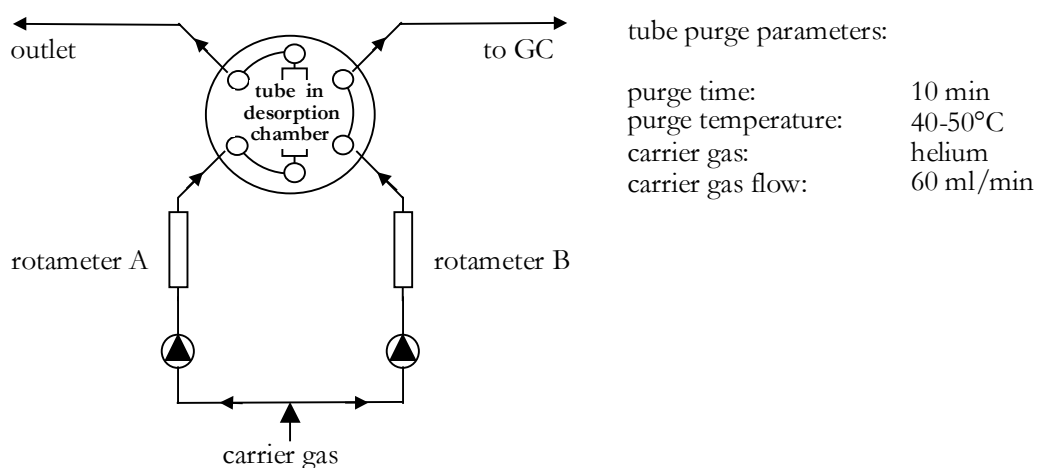 outlet
to GC
tube in
desorption
chamber
rotameter A
rotameter B
carrier gas
tube purge parameters:
purge time: 10 min
purge temperature: 40-50°C
carrier gas: helium
carrier gas flow: 60 ml/min